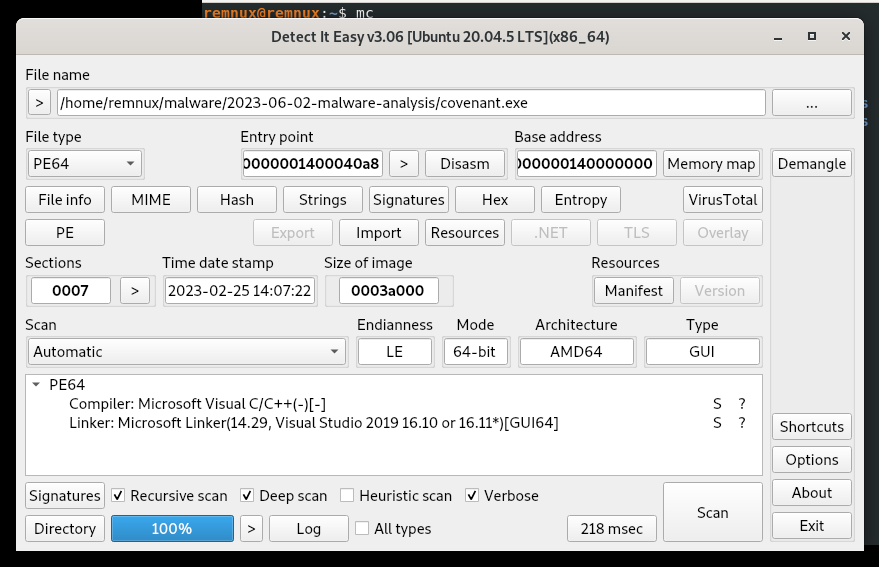 remnux@remnux:~$ mc
Detect It Easy v3.06 [Ubuntu 20.04.5 LTS](x86_64)
File name
> /home/remnux/malware/2023-06-02-malware-analysis/covenant.exe ...
File type Entry point Base address
PE64 0000001400040a8 > Disasm 000000140000000 Memory map Demangle
File info MIME Hash Strings Signatures Hex Entropy VirusTotal
PE Export Import Resources .NET TLS Overlay
Sections Time date stamp Size of image Resources
0007 > 2023-02-25 14:07:22 0003a000 Manifest Version
Scan Endianness Mode Architecture Type
Automatic LE 64-bit AMD64 GUI
PE64
Compiler: Microsoft Visual C/C++(-)[-] S ?
Linker: Microsoft Linker(14.29, Visual Studio 2019 16.10 or 16.11*)[GUI64] S ?
Shortcuts
Options
Signatures Recursive scan Deep scan Heuristic scan Verbose Scan About
Directory 100% > Log All types 218 msec Exit